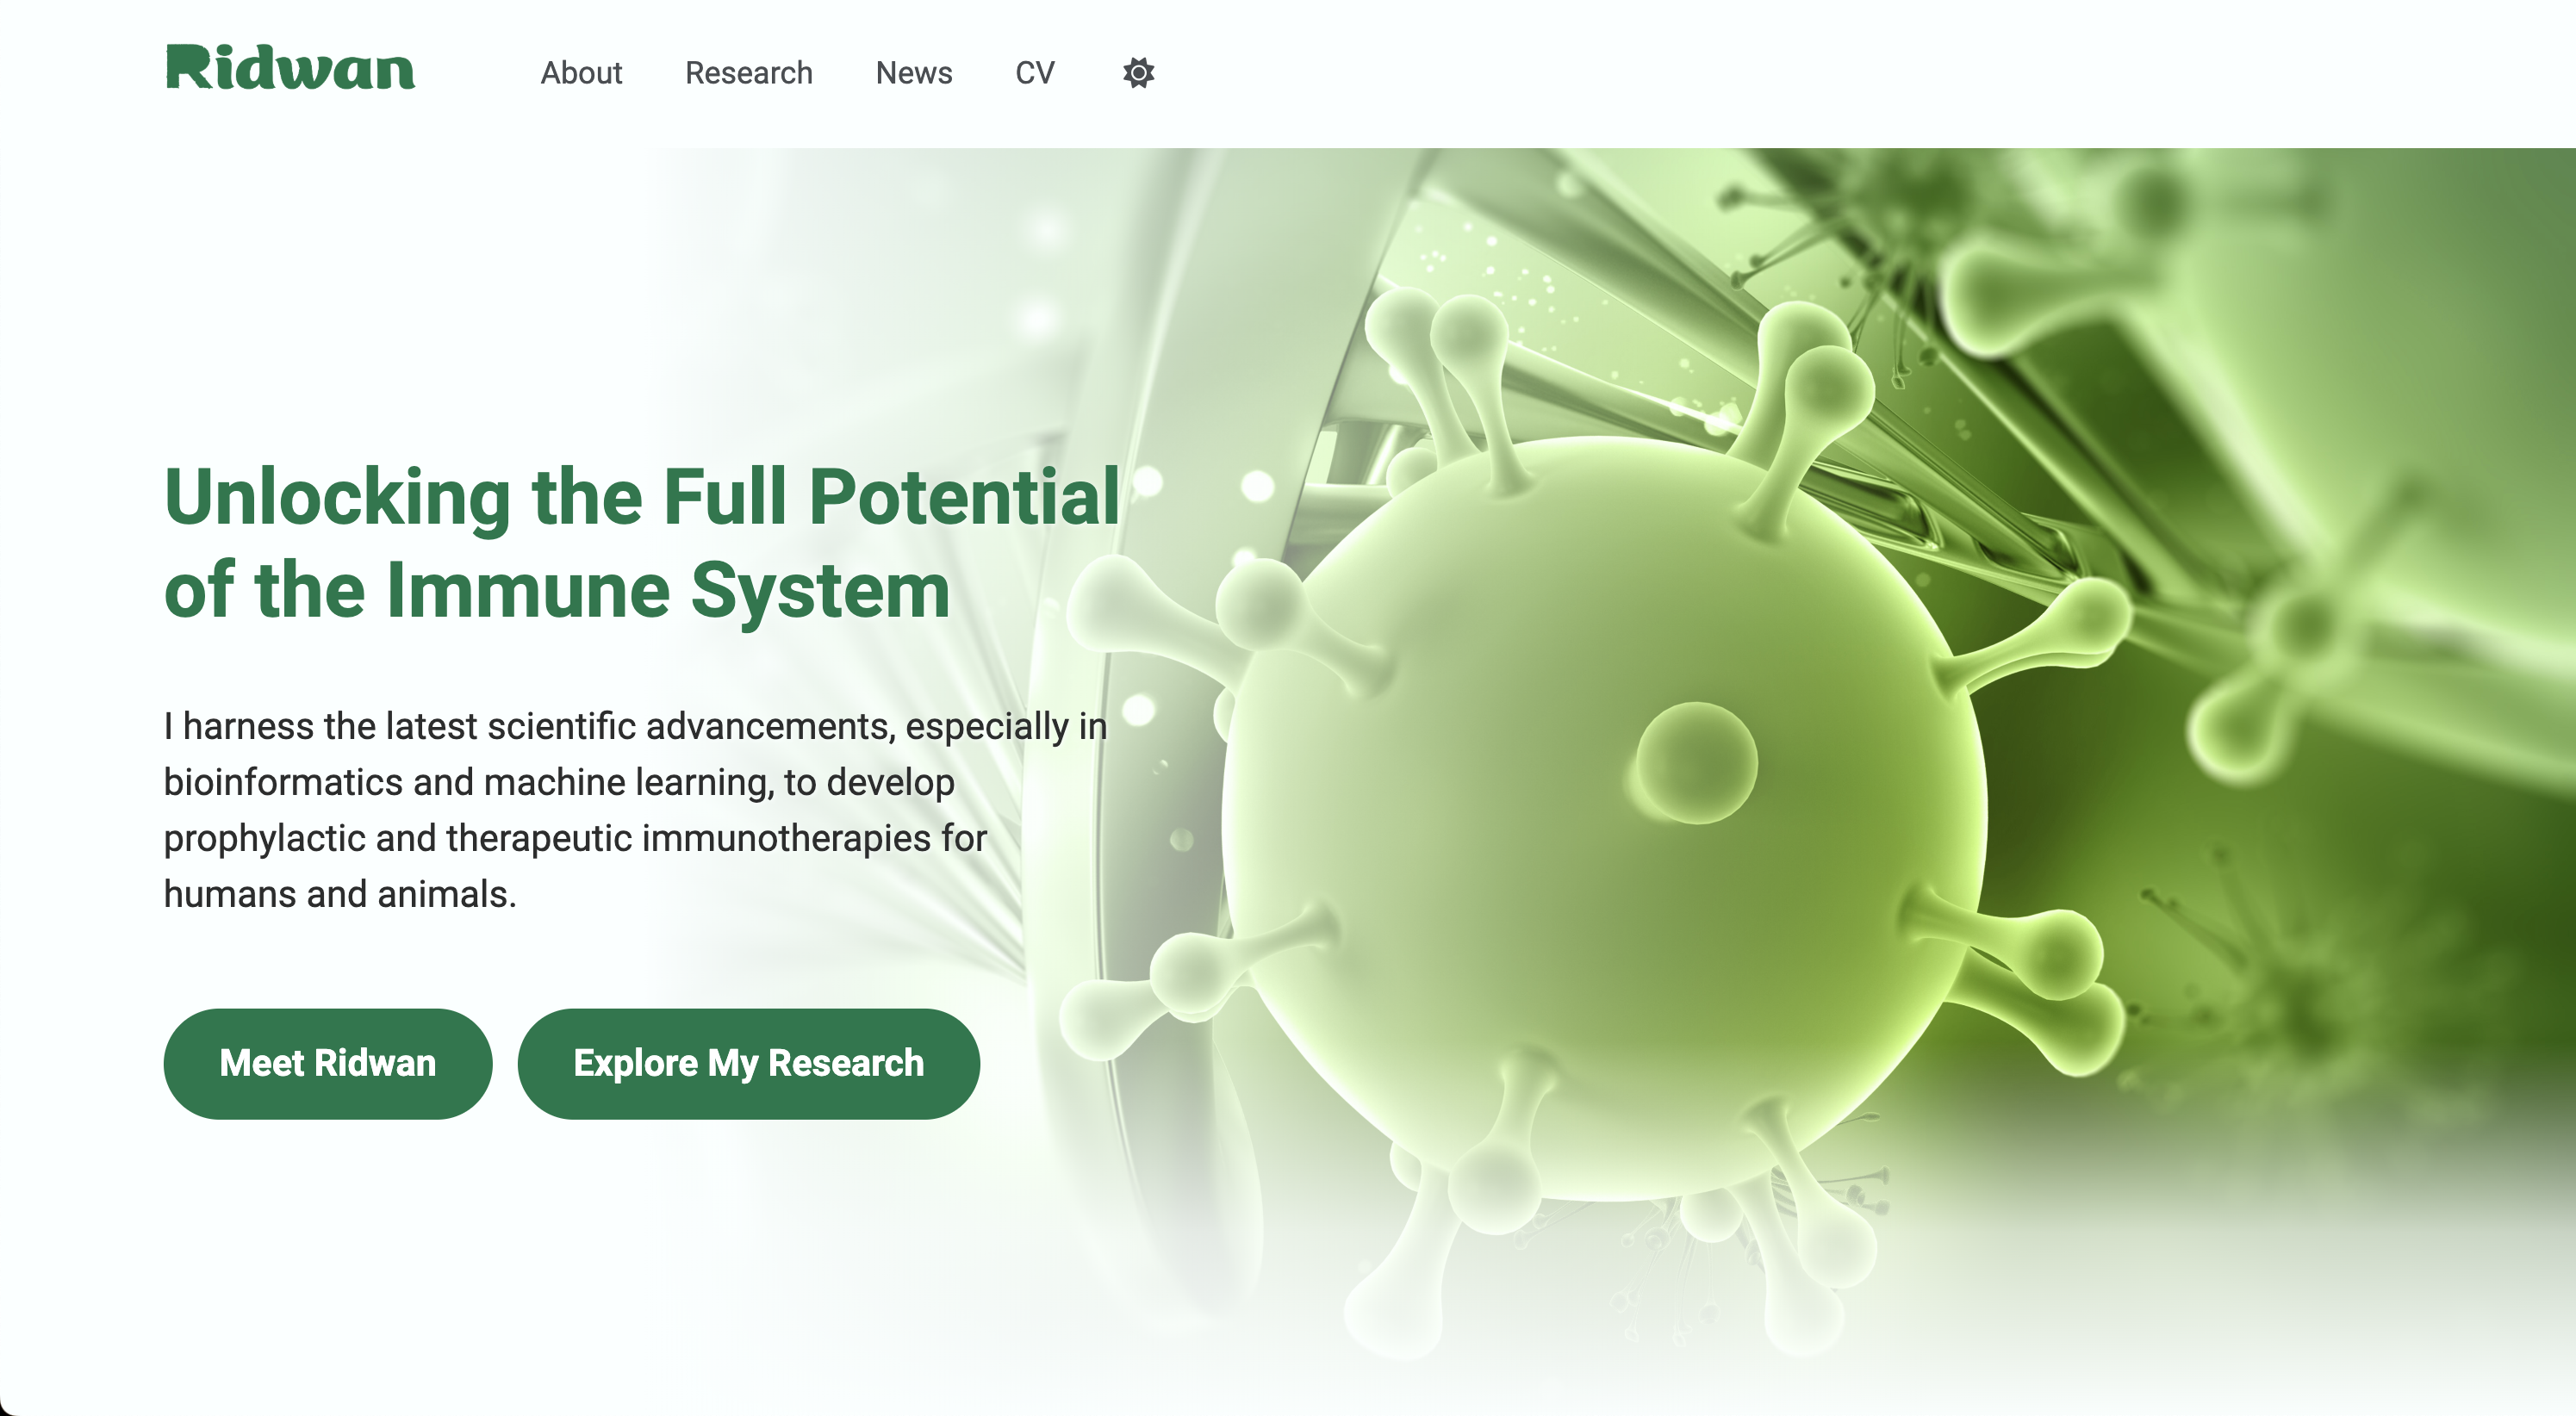 Ridwan
About
Research
News
CV
Unlocking the Full Potential
of the Immune System
I harness the latest scientific advancements, especially in
bioinformatics and machine learning, to develop
prophylactic and therapeutic immunotherapies for
humans and animals.
Meet Ridwan
Explore My Research